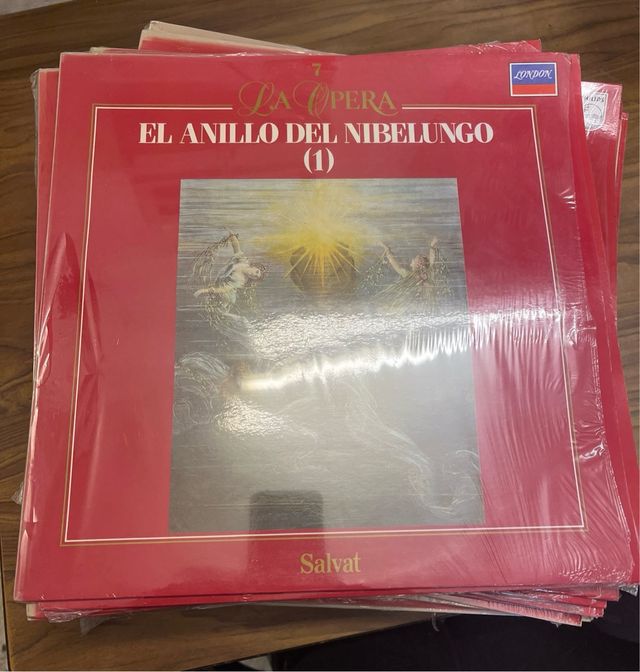 7
LA OPERA
LONDON
EL ANILLO DEL NIBELUNGO
(1)
Salvat